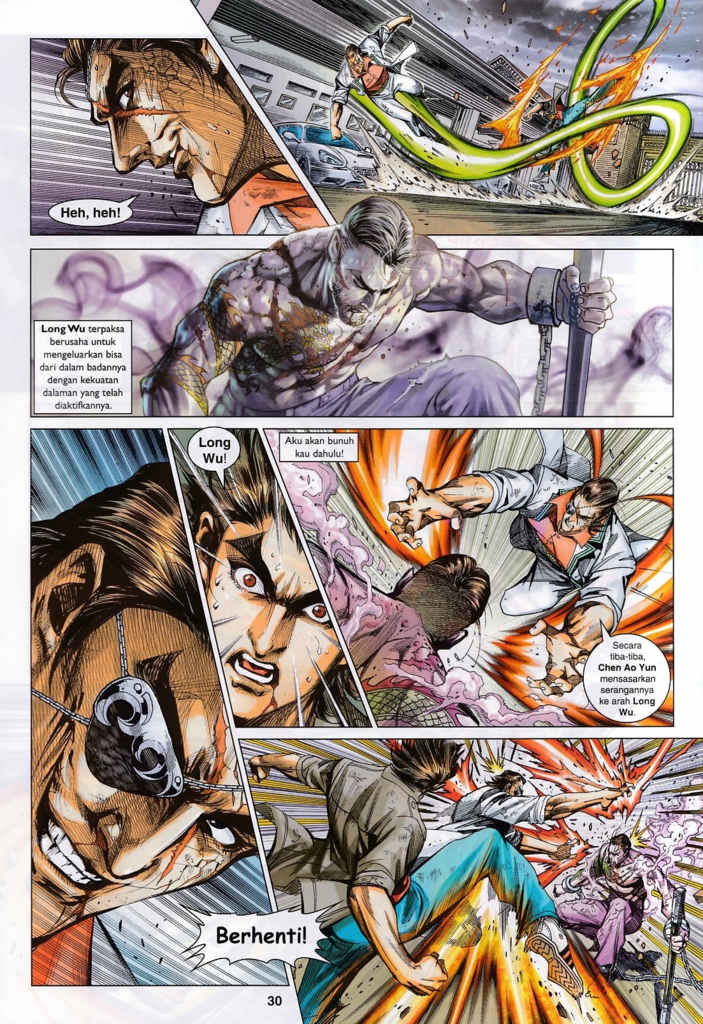 Heh, heh!
Long Wu terpaksa
berusaha untuk
mengeluarkan bisa
dari dalam badannya
dengan kekuatan
dalaman yang telah
diaktifkannya.
Long
Wu!
Aku akan bunuh
kau dahulu!
Secara
tiba-tiba,
Chen Ao Yun
mensasarkan
serangannya
ke arah Long
Wu.
Berhenti!
30